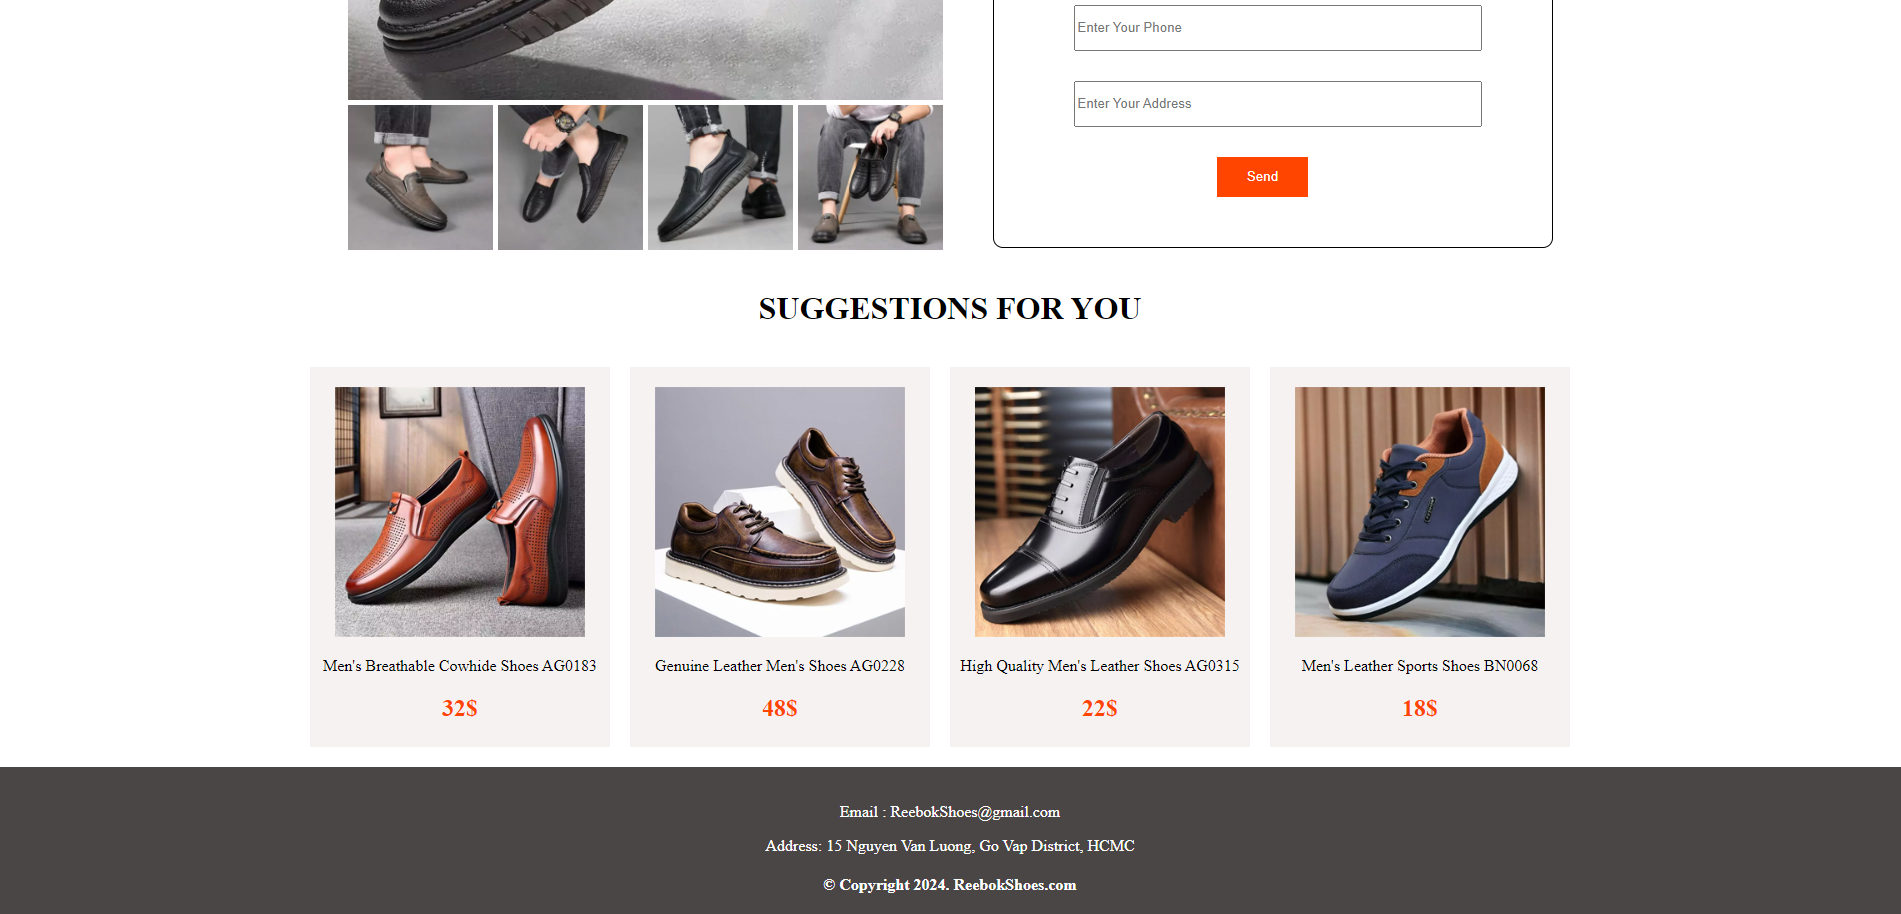 Enter Your Phone
Enter Your Address
Send
SUGGESTIONS FOR YOU
Men's Breathable Cowhide Shoes AG0183
32$
Genuine Leather Men's Shoes AG0228
48$
High Quality Men's Leather Shoes AG0315
22$
Men's Leather Sports Shoes BN0068
18$
Email : ReebokShoes@gmail.com
Address: 15 Nguyen Van Luong, Go Vap District, HCMC
© Copyright 2024. ReebokShoes.com